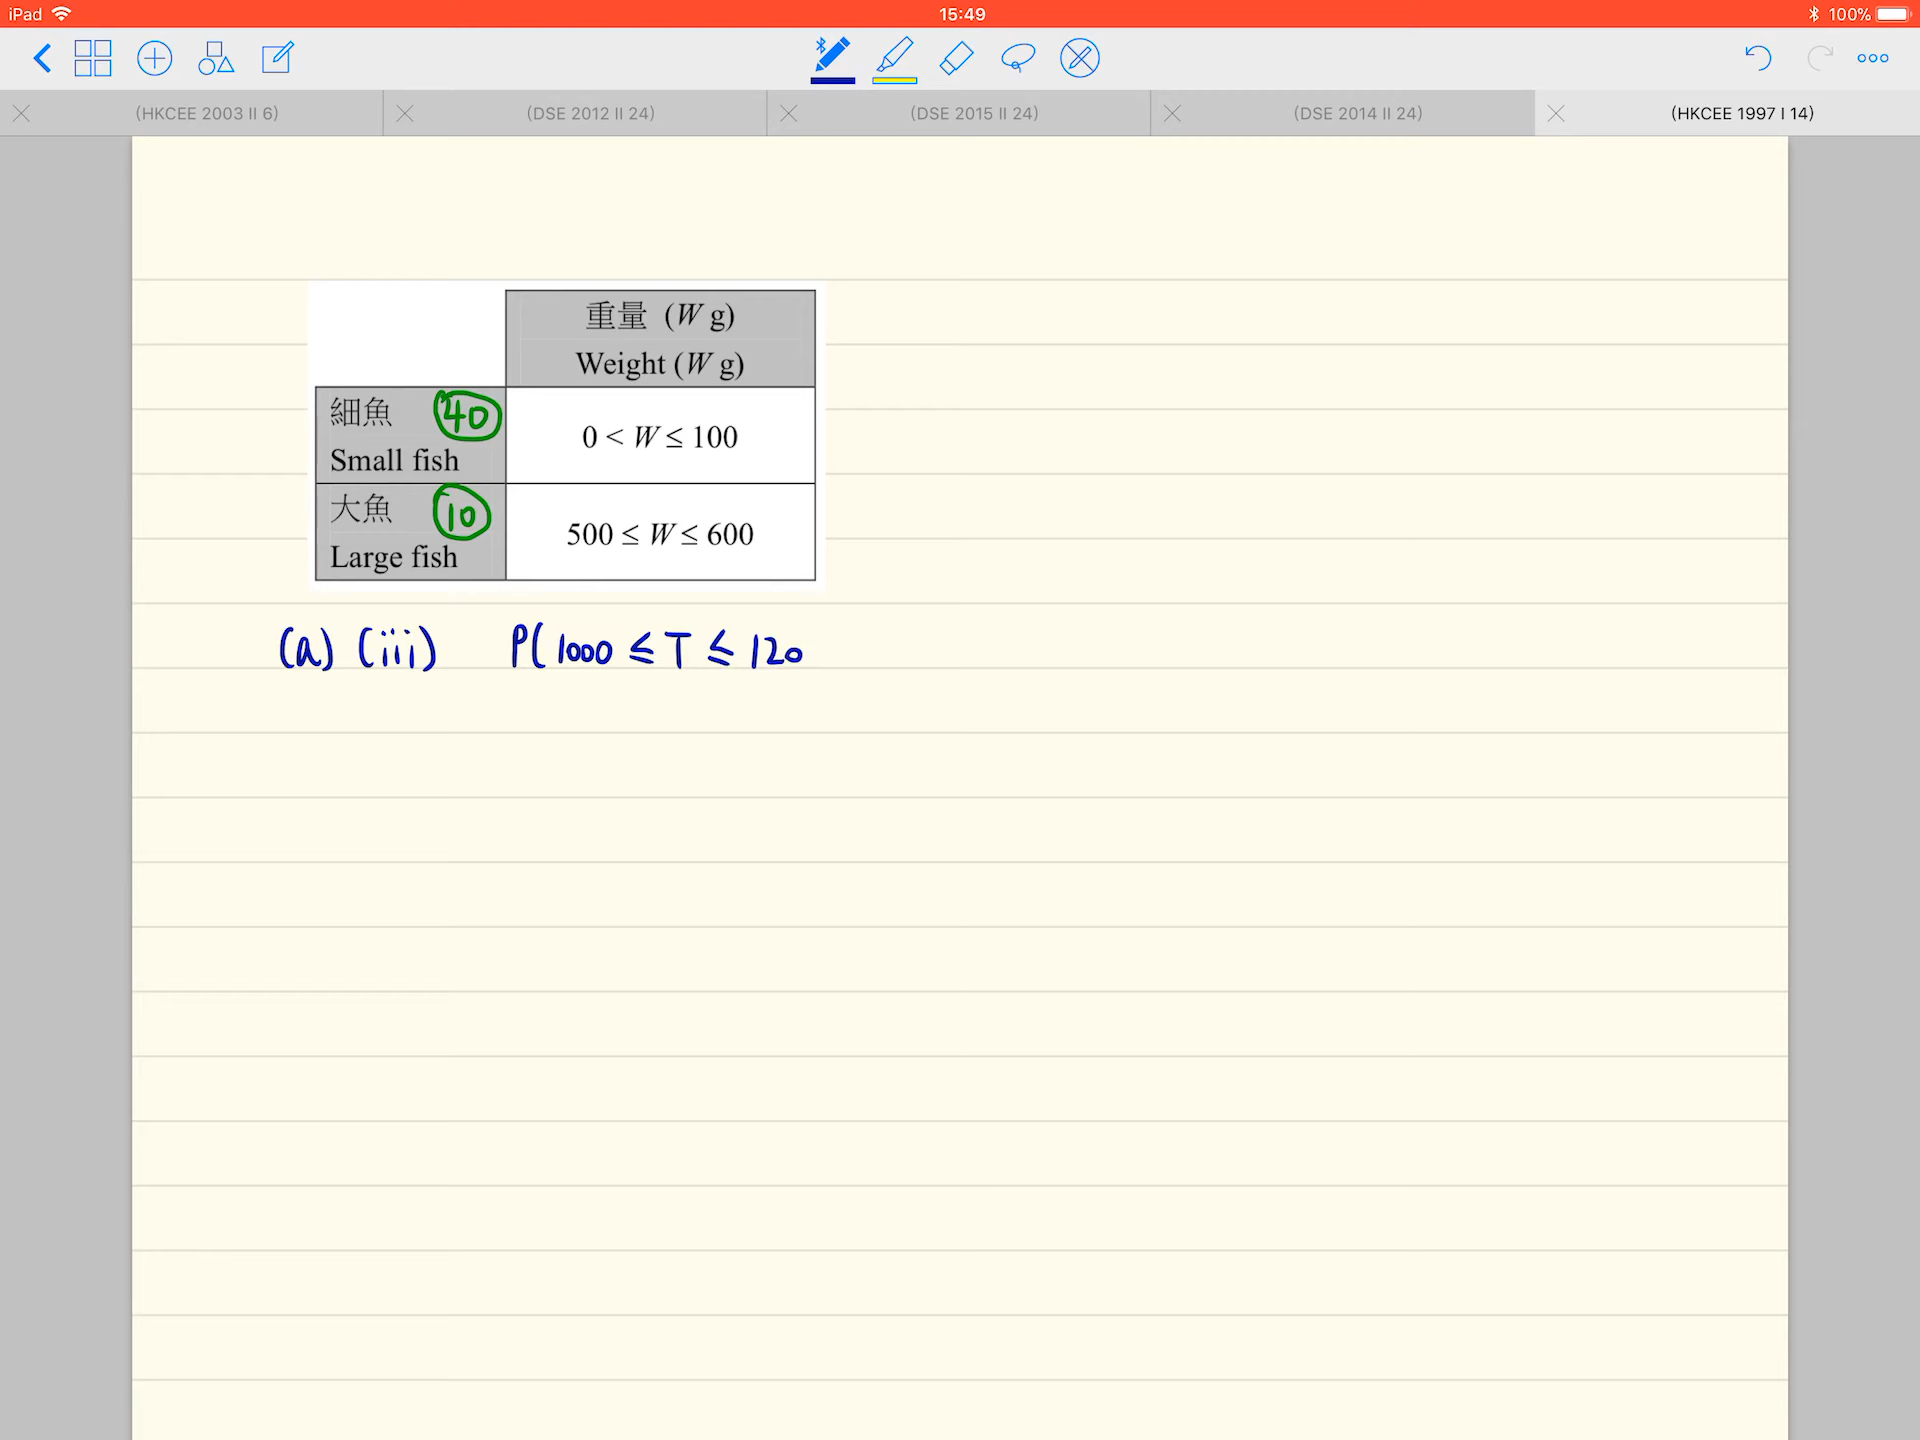 iPad 15:49 100%
(HKCEE 2003 II 6) (DSE 2012 II 24) (DSE 2015 II 24) (DSE 2014 II 24) (HKCEE 1997 I 14)
重量 (W g)
Weight (W g)
細魚 40
Small fish
0 < W ≤ 100
大魚 10
Large fish
500 ≤ W ≤ 600
(a) (iii) P( 1000 ≤ T ≤ 120